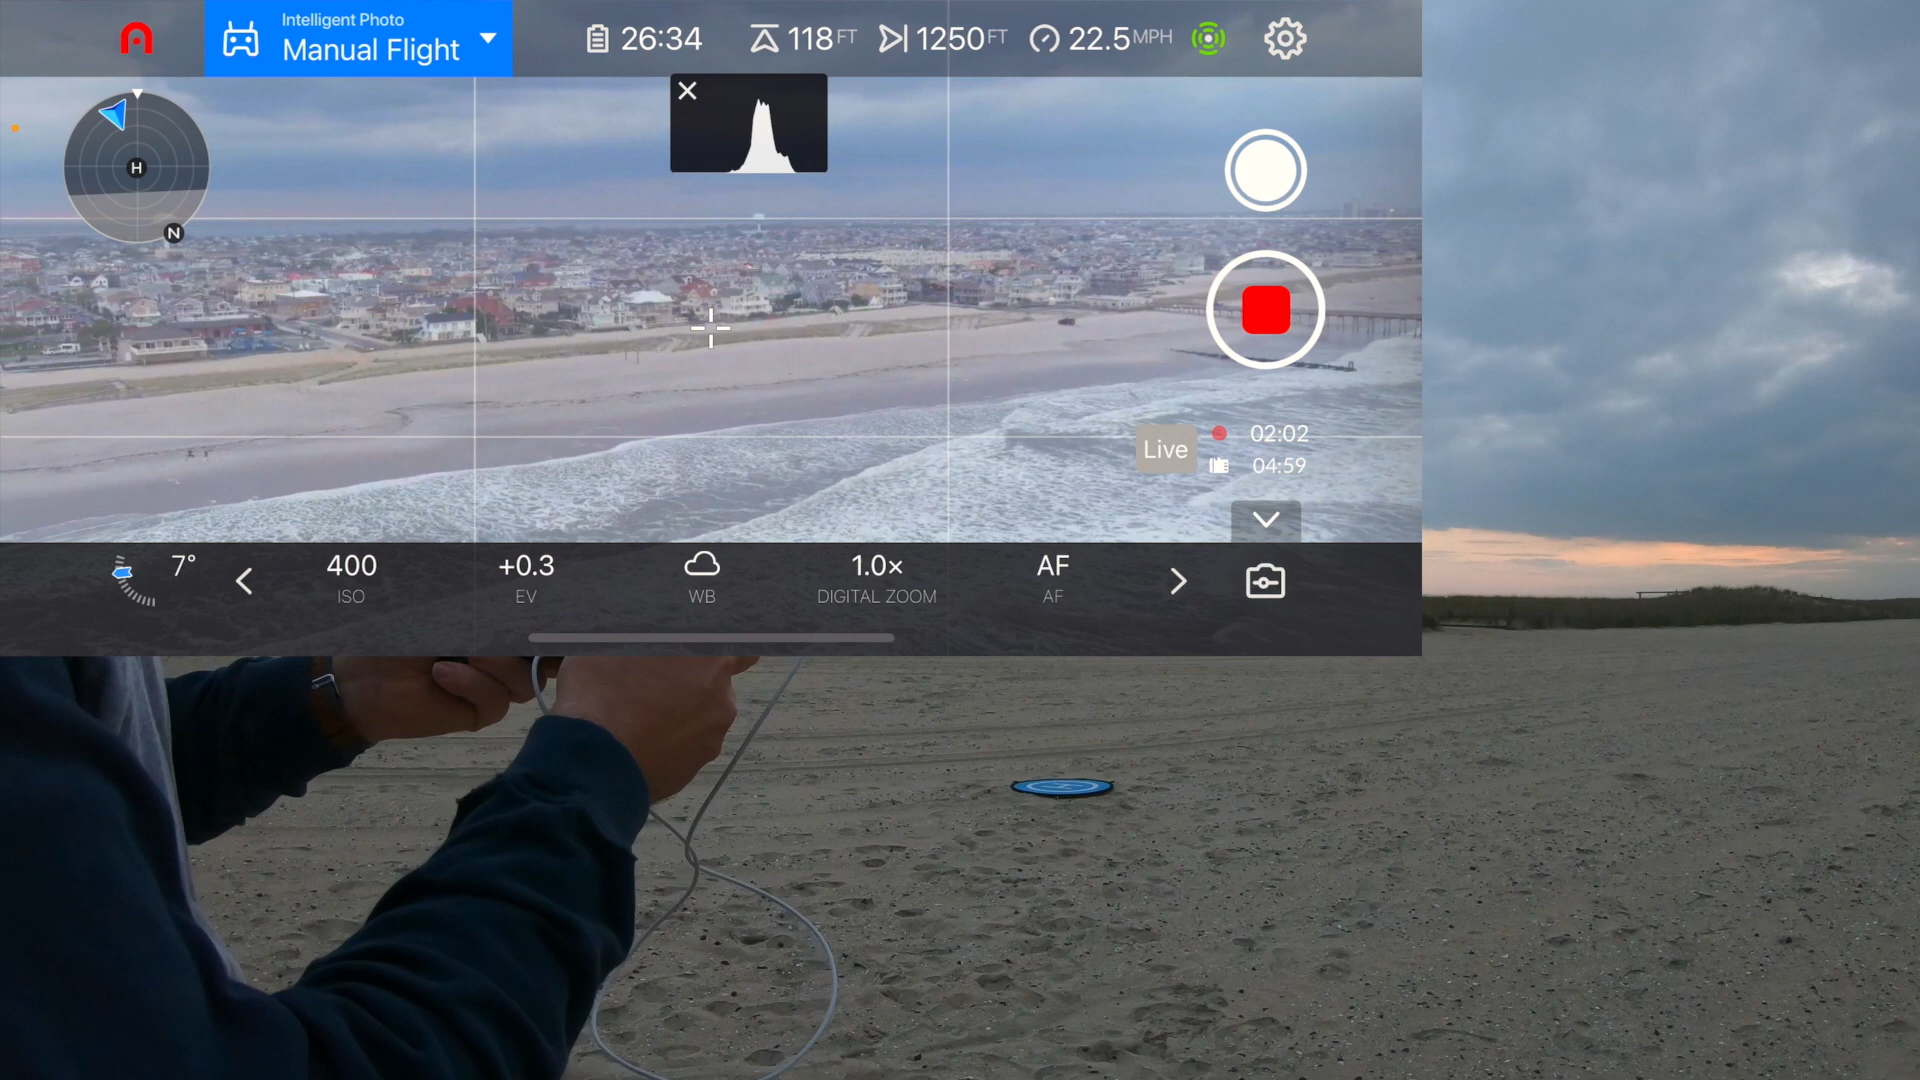 Intelligent Photo
Manual Flight
26:34
118FT
1250FT
22.5MPH
H
N
Live
02:02
04:59
7°
400
ISO
+0.3
EV
WB
1.0×
DIGITAL ZOOM
AF
AF
H